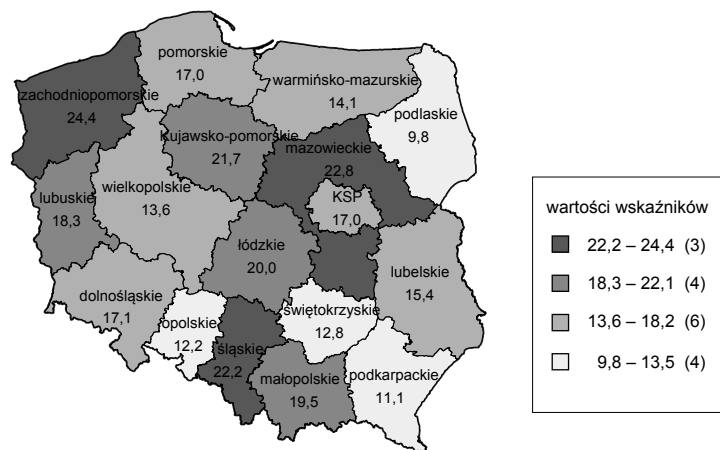 pomorskie
17,0
warmińsko-mazurskie
14,1
zachodniopomorskie
24,4
podlaskie
9,8
Kujawsko-pomorskie
21,7
mazowieckie
22,8
wielkopolskie
13,6
lubuskie
18,3
KSP
17,0
łódzkie
20,0
lubelskie
15,4
dolnośląskie
17,1
opolskie
12,2
świętokrzyskie
12,8
śląskie
22,2
małopolskie
19,5
podkarpackie
11,1
wartości wskaźników
22,2 – 24,4 (3)
18,3 – 22,1 (4)
13,6 – 18,2 (6)
9,8 – 13,5 (4)